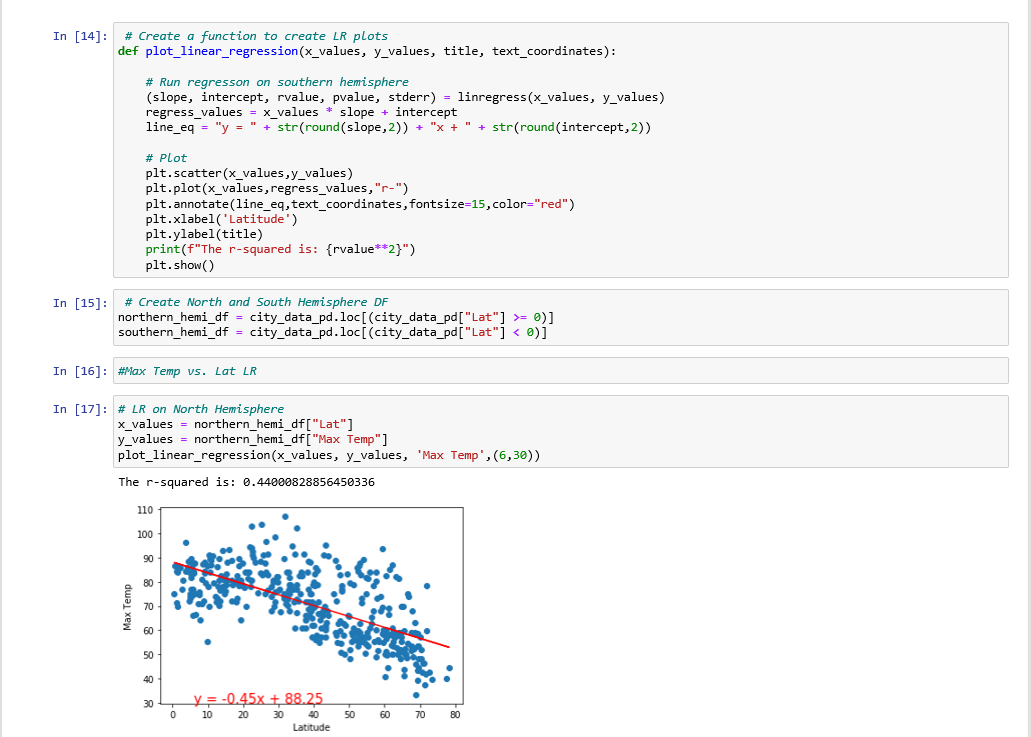 In [14]: # Create a function to create LR plots
def plot_linear_regression(x_values, y_values, title, text_coordinates):
# Run regresson on southern hemisphere
(slope, intercept, rvalue, pvalue, stderr) = linregress(x_values, y_values)
regress_values = x_values * slope + intercept
line_eq = "y = " + str(round(slope,2)) + "x + " + str(round(intercept,2))
# Plot
plt.scatter(x_values,y_values)
plt.plot(x_values,regress_values,"r-")
plt.annotate(line_eq,text_coordinates,fontsize=15,color="red")
plt.xlabel('Latitude')
plt.ylabel(title)
print(f"The r-squared is: {rvalue**2}")
plt.show()
In [15]: # Create North and South Hemisphere DF
northern_hemi_df = city_data_pd.loc[(city_data_pd["Lat"] >= 0)]
southern_hemi_df = city_data_pd.loc[(city_data_pd["Lat"] < 0)]
In [16]: #Max Temp vs. Lat LR
In [17]: # LR on North Hemisphere
x_values = northern_hemi_df["Lat"]
y_values = northern_hemi_df["Max Temp"]
plot_linear_regression(x_values, y_values, 'Max Temp',(6,30))
The r-squared is: 0.44000828856450336
110
100
90
80
70
60
50
40
30
Max Temp
y = -0.45x + 88.25
0 10 20 30 40 50 60 70 80
Latitude